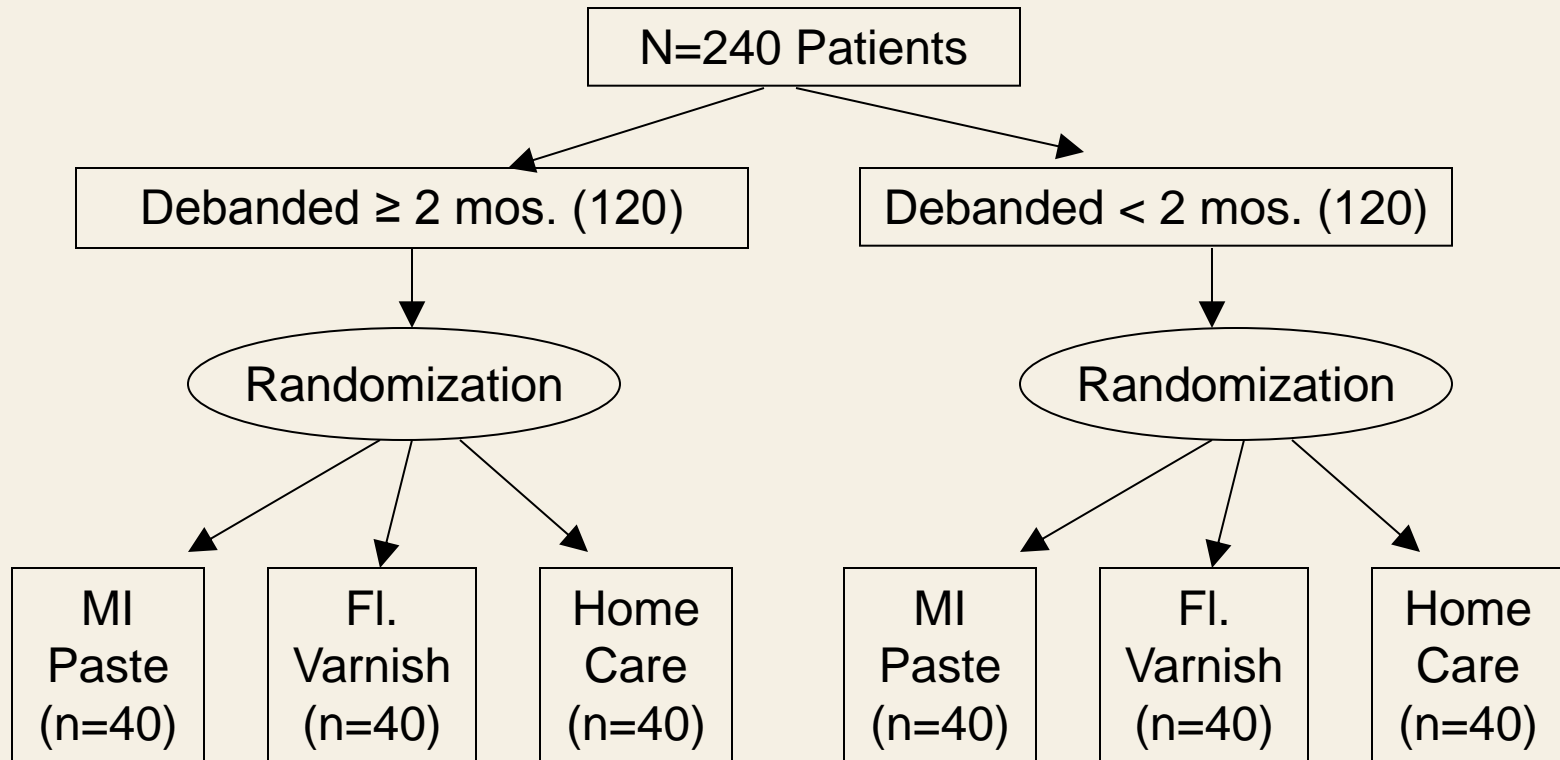 N=240 Patients
Debanded ≥ 2 mos. (120)
Debanded < 2 mos. (120)
Randomization
Randomization
MI
Paste
(n=40)
Fl.
Varnish
(n=40)
Home
Care
(n=40)
MI
Paste
(n=40)
Fl.
Varnish
(n=40)
Home
Care
(n=40)